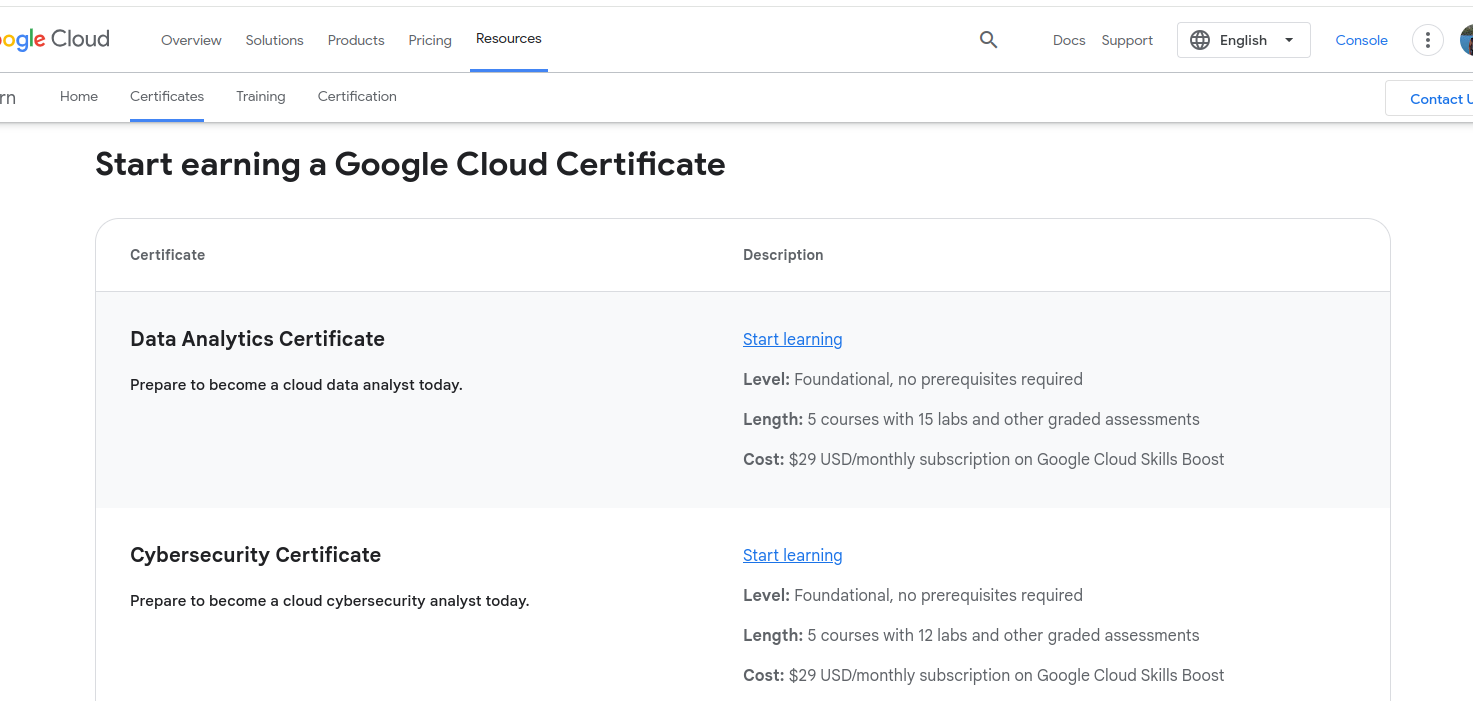 ogle Cloud
Overview Solutions Products Pricing Resources Docs Support English Console
rn Home Certificates Training Certification Contact U
Start earning a Google Cloud Certificate
Certificate Description
Data Analytics Certificate Start learning
Prepare to become a cloud data analyst today.
Level: Foundational, no prerequisites required
Length: 5 courses with 15 labs and other graded assessments
Cost: $29 USD/monthly subscription on Google Cloud Skills Boost
Cybersecurity Certificate Start learning
Prepare to become a cloud cybersecurity analyst today.
Level: Foundational, no prerequisites required
Length: 5 courses with 12 labs and other graded assessments
Cost: $29 USD/monthly subscription on Google Cloud Skills Boost